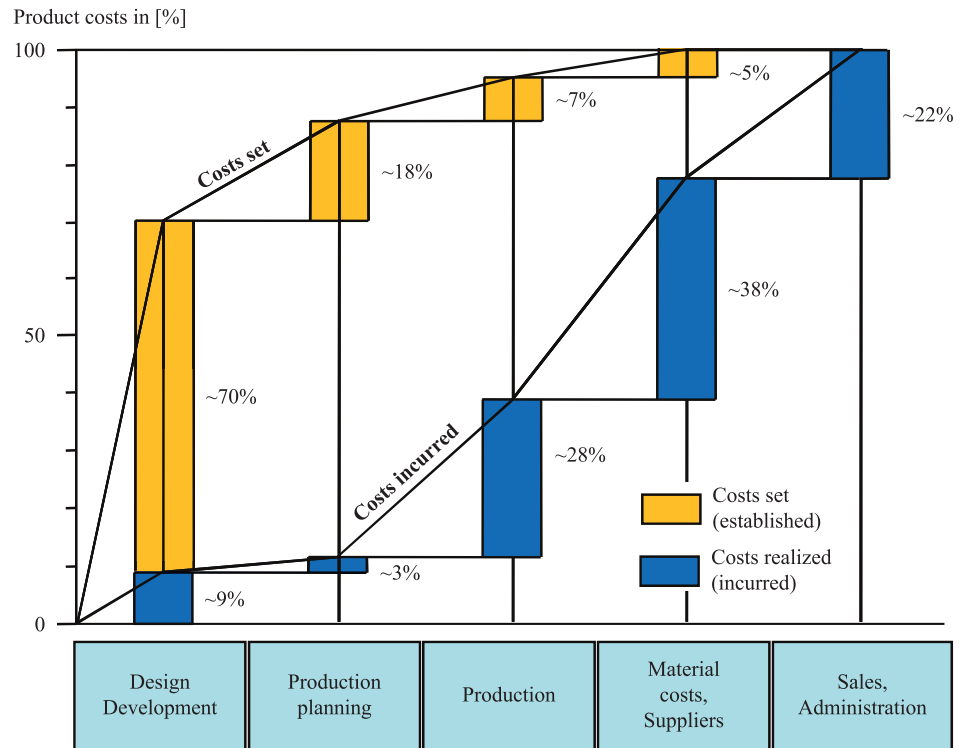 Product costs in [%]
100
50
0
Costs set
Costs incurred
~70%
~18%
~7%
~5%
~9%
~3%
~28%
~38%
~22%
Costs set
(established)
Costs realized
(incurred)
Design
Development
Production
planning
Production
Material
costs,
Suppliers
Sales,
Administration